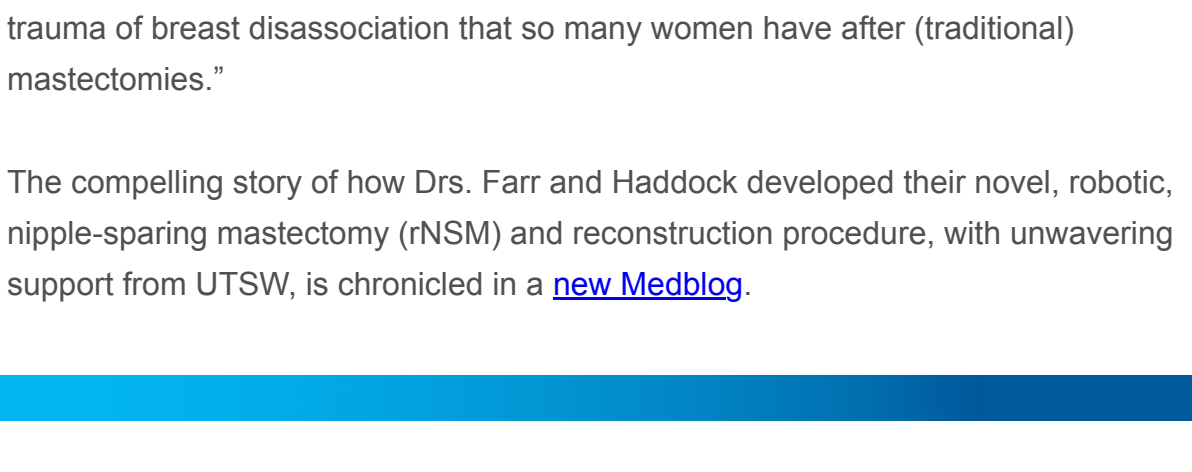 trauma of breast disassociation that so many women have after (traditional)
mastectomies.”
The compelling story of how Drs. Farr and Haddock developed their novel, robotic,
nipple-sparing mastectomy (rNSM) and reconstruction procedure, with unwavering
support from UTSW, is chronicled in a new Medblog.